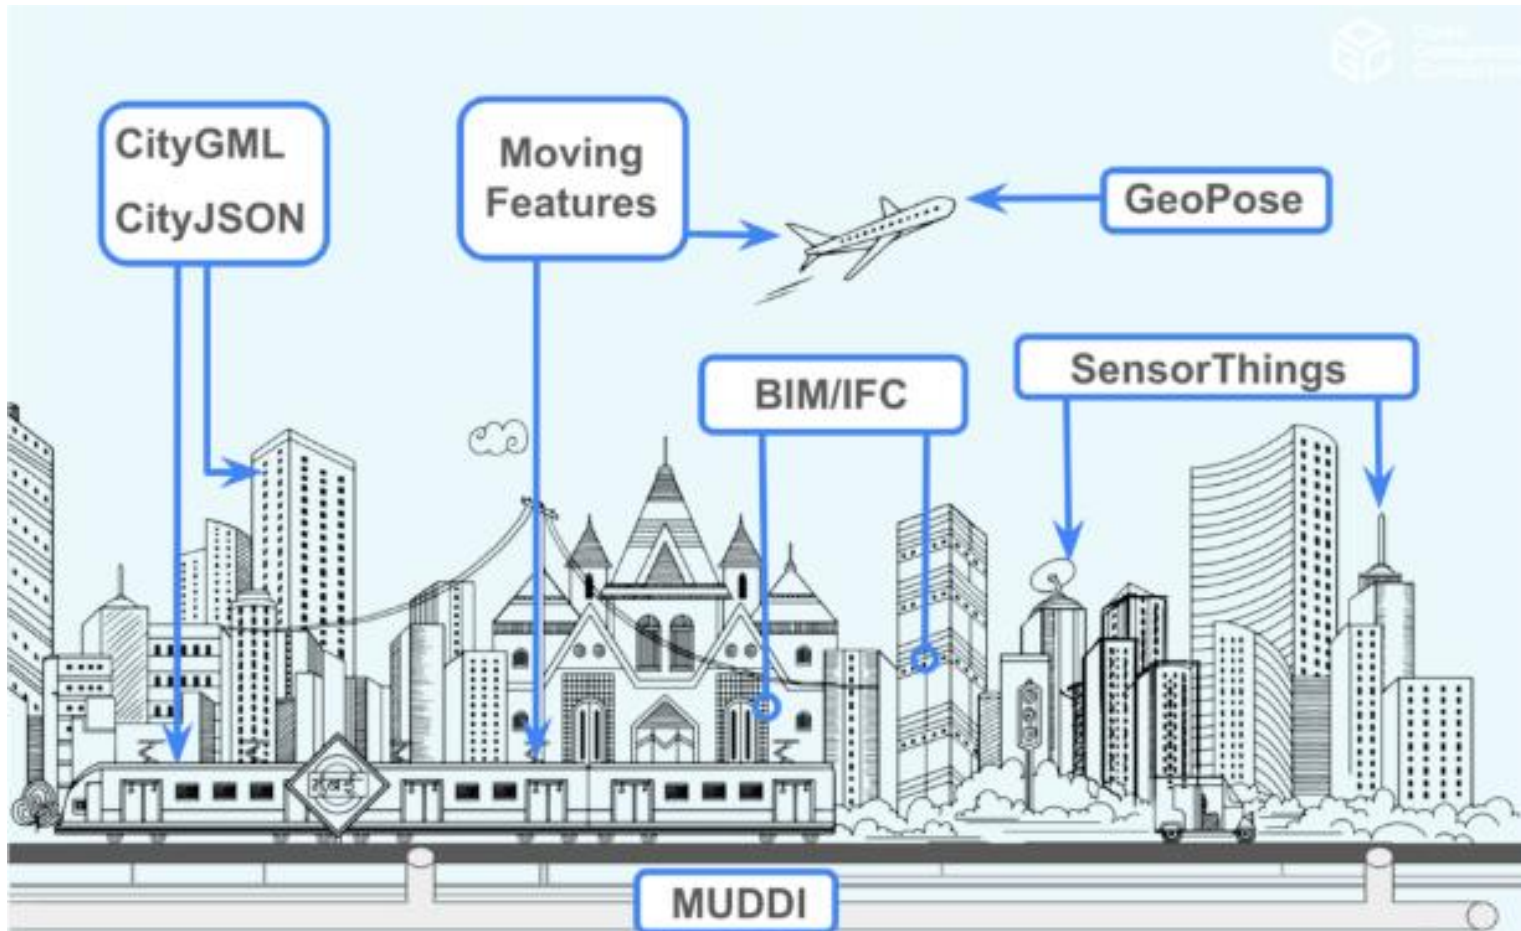 CityGML
CityJSON
Moving
Features
GeoPose
BIM/IFC
SensorThings
MUDDI